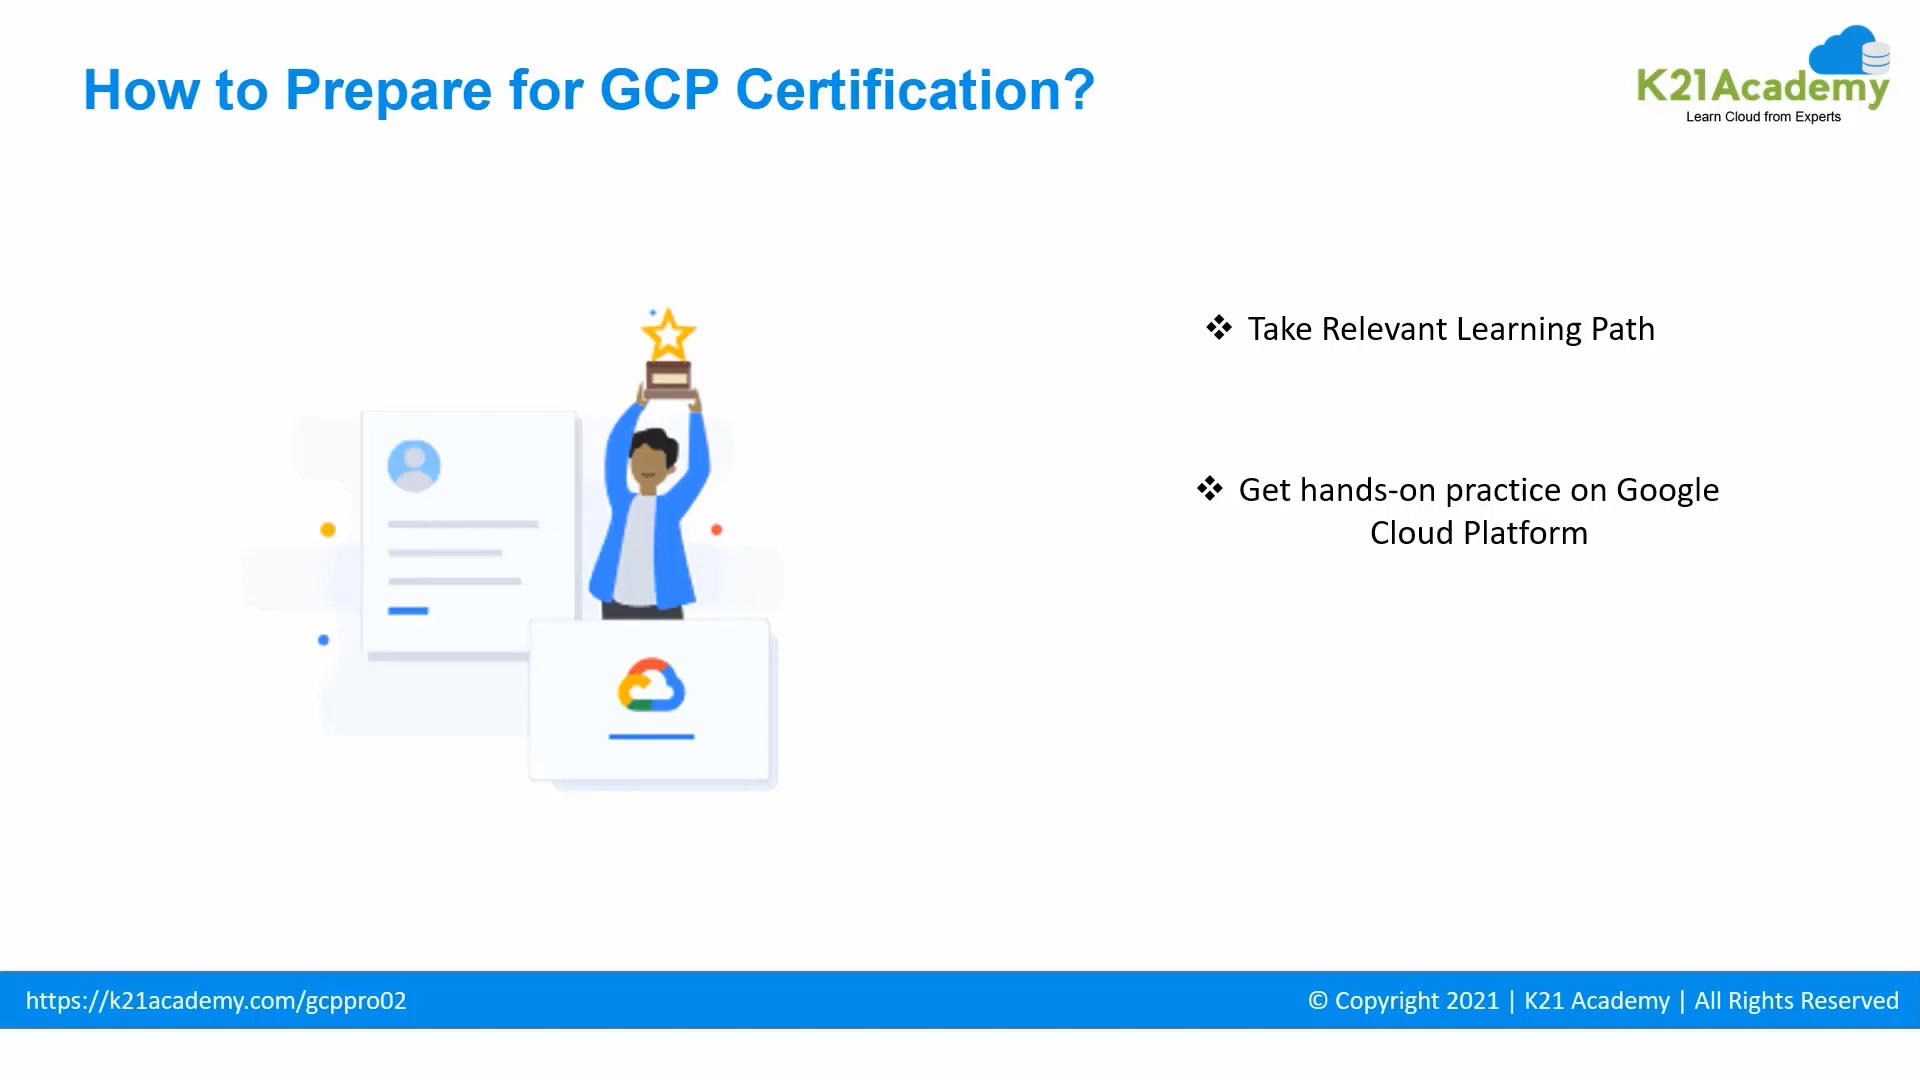 How to Prepare for GCP Certification?
K21Academy
Learn Cloud from Experts
❖ Take Relevant Learning Path
❖ Get hands-on practice on Google
Cloud Platform
https://k21academy.com/gcppro02
© Copyright 2021 | K21 Academy | All Rights Reserved